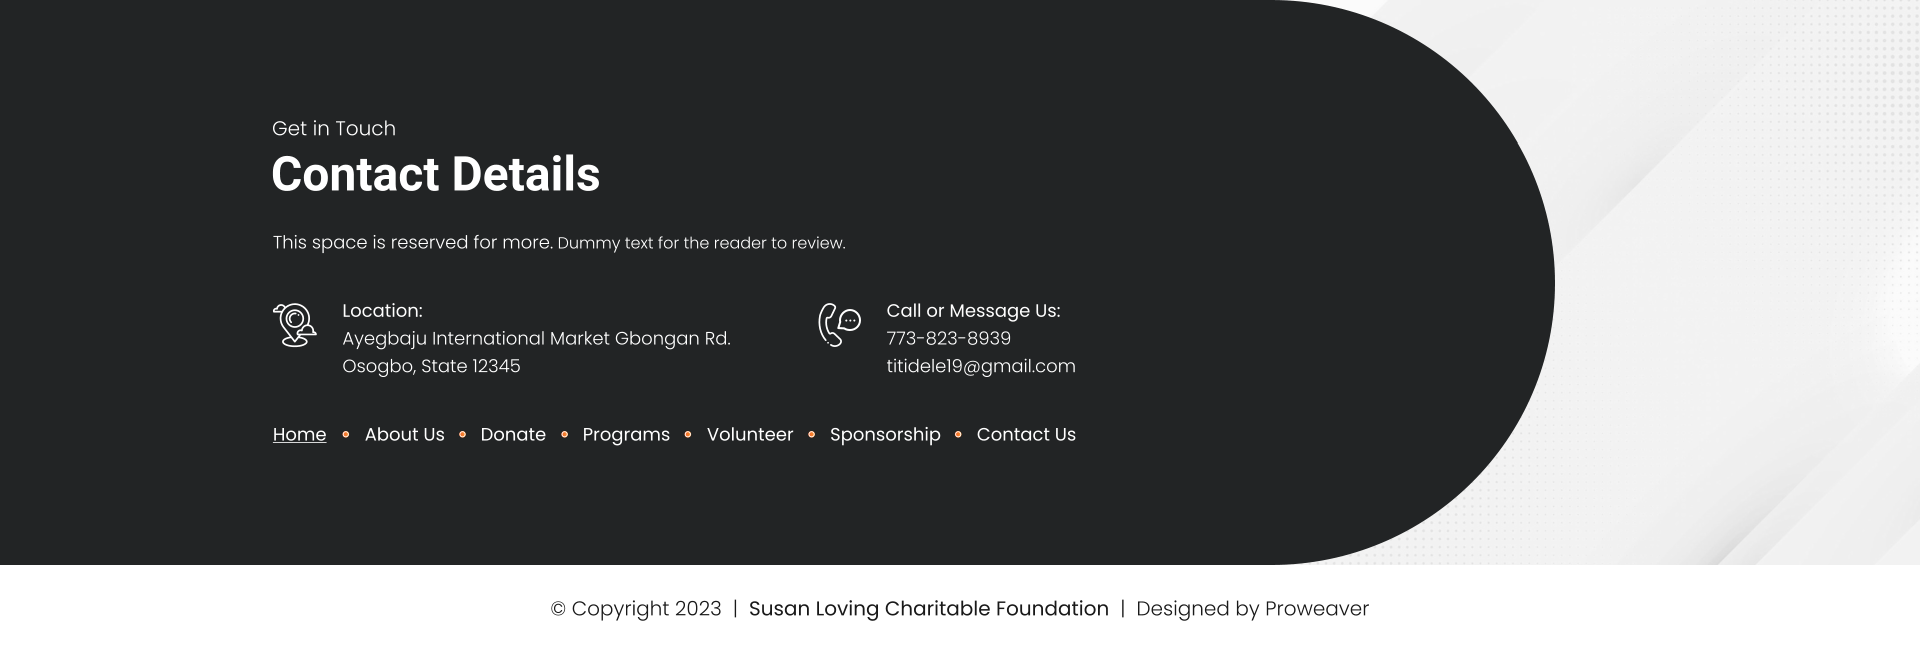 Get in Touch
Contact Details
This space is reserved for more. Dummy text for the reader to review.
Location:
Ayegbaju International Market Gbongan Rd.
Osogbo, State 12345
Call or Message Us:
773-823-8939
titidele19@gmail.com
Home • About Us • Donate • Programs • Volunteer • Sponsorship • Contact Us
© Copyright 2023 | Susan Loving Charitable Foundation | Designed by Proweaver